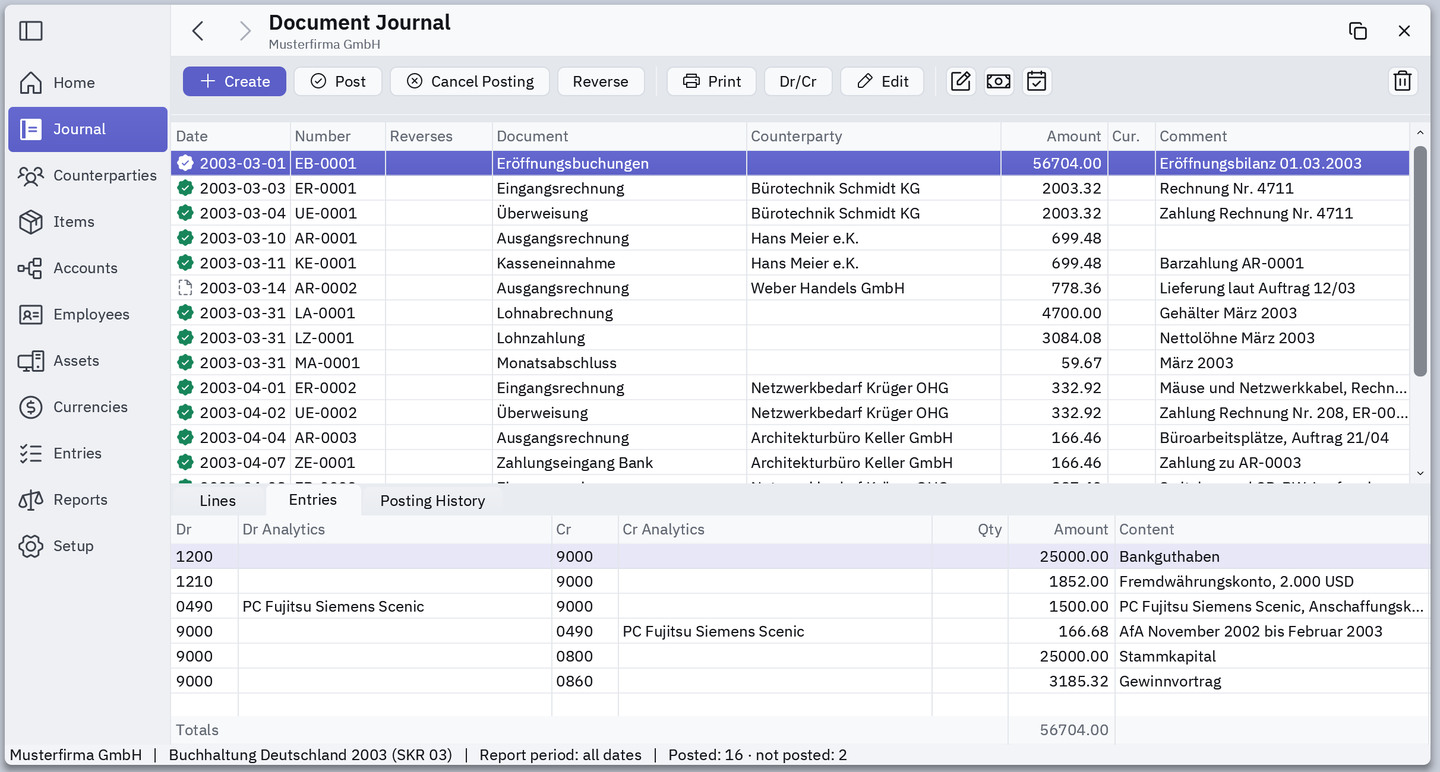 Document Journal
Musterfirma GmbH
Home
Journal
Counterparties
Items
Accounts
Employees
Assets
Currencies
Entries
Reports
Setup
Create Post Cancel Posting Reverse Print Dr/Cr Edit
Date Number Reverses Document Counterparty Amount Cur. Comment
2003-03-01 EB-0001 Eröffnungsbuchungen 56704.00 Eröffnungsbilanz 01.03.2003
2003-03-03 ER-0001 Eingangsrechnung Bürotechnik Schmidt KG 2003.32 Rechnung Nr. 4711
2003-03-04 UE-0001 Überweisung Bürotechnik Schmidt KG 2003.32 Zahlung Rechnung Nr. 4711
2003-03-10 AR-0001 Ausgangsrechnung Hans Meier e.K. 699.48
2003-03-11 KE-0001 Kasseneinnahme Hans Meier e.K. 699.48 Barzahlung AR-0001
2003-03-14 AR-0002 Ausgangsrechnung Weber Handels GmbH 778.36 Lieferung laut Auftrag 12/03
2003-03-31 LA-0001 Lohnabrechnung 4700.00 Gehälter März 2003
2003-03-31 LZ-0001 Lohnzahlung 3084.08 Nettolöhne März 2003
2003-03-31 MA-0001 Monatsabschluss 59.67 März 2003
2003-04-01 ER-0002 Eingangsrechnung Netzwerkbedarf Krüger OHG 332.92 Mäuse und Netzwerkkabel, Rechn...
2003-04-02 UE-0002 Überweisung Netzwerkbedarf Krüger OHG 332.92 Zahlung Rechnung Nr. 208, ER-00...
2003-04-04 AR-0003 Ausgangsrechnung Architekturbüro Keller GmbH 166.46 Büroarbeitsplätze, Auftrag 21/04
2003-04-07 ZE-0001 Zahlungseingang Bank Architekturbüro Keller GmbH 166.46 Zahlung zu AR-0003
Lines Entries Posting History
Dr Dr Analytics Cr Cr Analytics Qty Amount Content
1200 9000 25000.00 Bankguthaben
1210 9000 1852.00 Fremdwährungskonto, 2.000 USD
0490 PC Fujitsu Siemens Scenic 9000 1500.00 PC Fujitsu Siemens Scenic, Anschaffungsk...
9000 0490 PC Fujitsu Siemens Scenic 166.68 AfA November 2002 bis Februar 2003
9000 0800 25000.00 Stammkapital
9000 0860 3185.32 Gewinnvortrag
Totals 56704.00
Musterfirma GmbH | Buchhaltung Deutschland 2003 (SKR 03) | Report period: all dates | Posted: 16 · not posted: 2